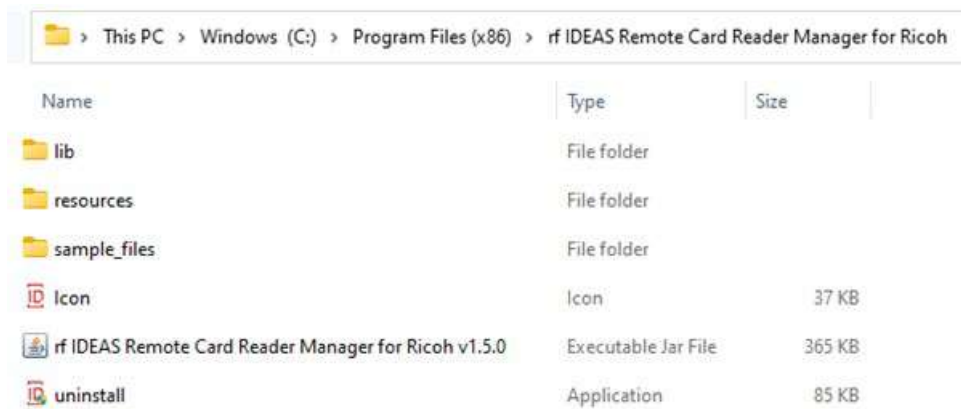 This PC > Windows (C:) > Program Files (x86) > rf IDEAS Remote Card Reader Manager for Ricoh
Name Type Size
lib File folder
resources File folder
sample_files File folder
Icon Icon 37 KB
rf IDEAS Remote Card Reader Manager for Ricoh v1.5.0 Executable Jar File 365 KB
uninstall Application 85 KB